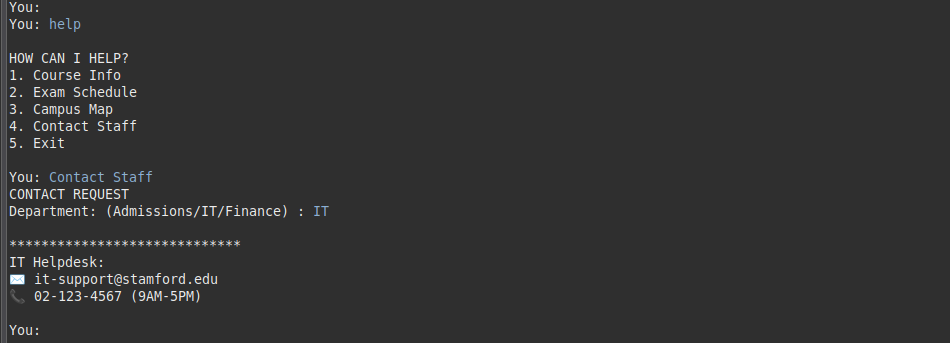 You:
You: help
HOW CAN I HELP?
1. Course Info
2. Exam Schedule
3. Campus Map
4. Contact Staff
5. Exit
You: Contact Staff
CONTACT REQUEST
Department: (Admissions/IT/Finance) : IT
*****************************
IT Helpdesk:
✉️ it-support@stamford.edu
📞 02-123-4567 (9AM-5PM)
You: